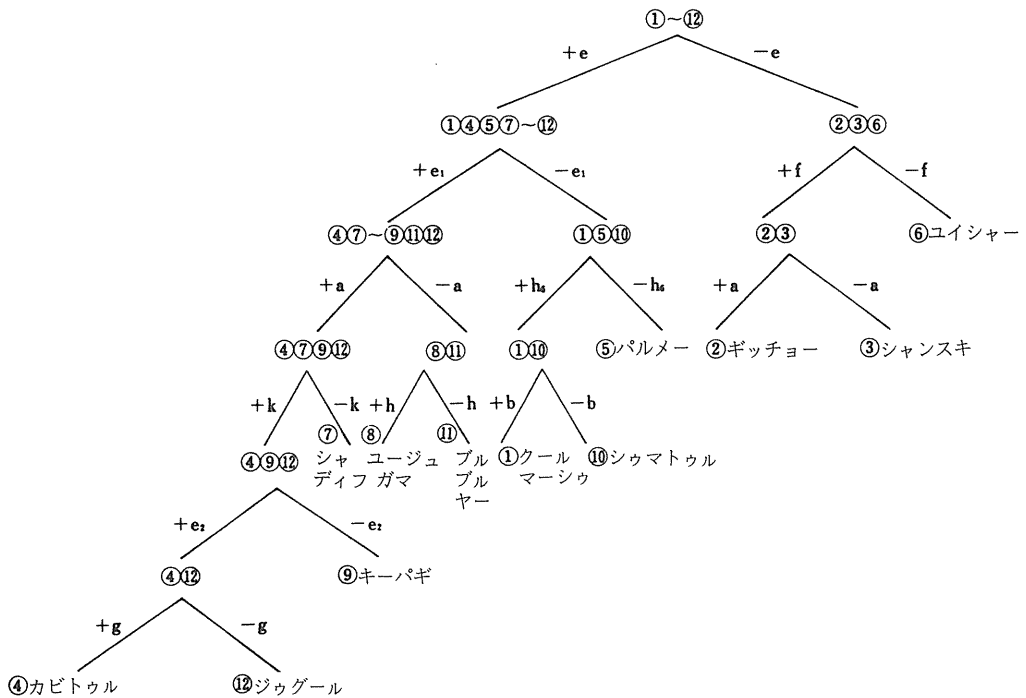 ①～⑫
+e −e
①④⑤⑦～⑫ ②③⑥
+e₁ −e₁ +f −f
④⑦～⑨⑪⑫ ①⑤⑩ ②③ ⑥ユイシャー
+a −a +h₆ −h₆ +a −a
④⑦⑨⑫ ⑧⑪ ①⑩ ⑤パルメー ②ギッチョー ③シャンスキ
+k −k +h −h +b −b
④⑨⑫ ⑦シャ ⑧ユージュ ⑪ブル ①クール ⑩シゥマトゥル
ディフ ガマ ブル マーシゥ
ヤー
+e₂ −e₂
④⑫ ⑨キーパギ
+g −g
④カビトゥル ⑫ジゥグール